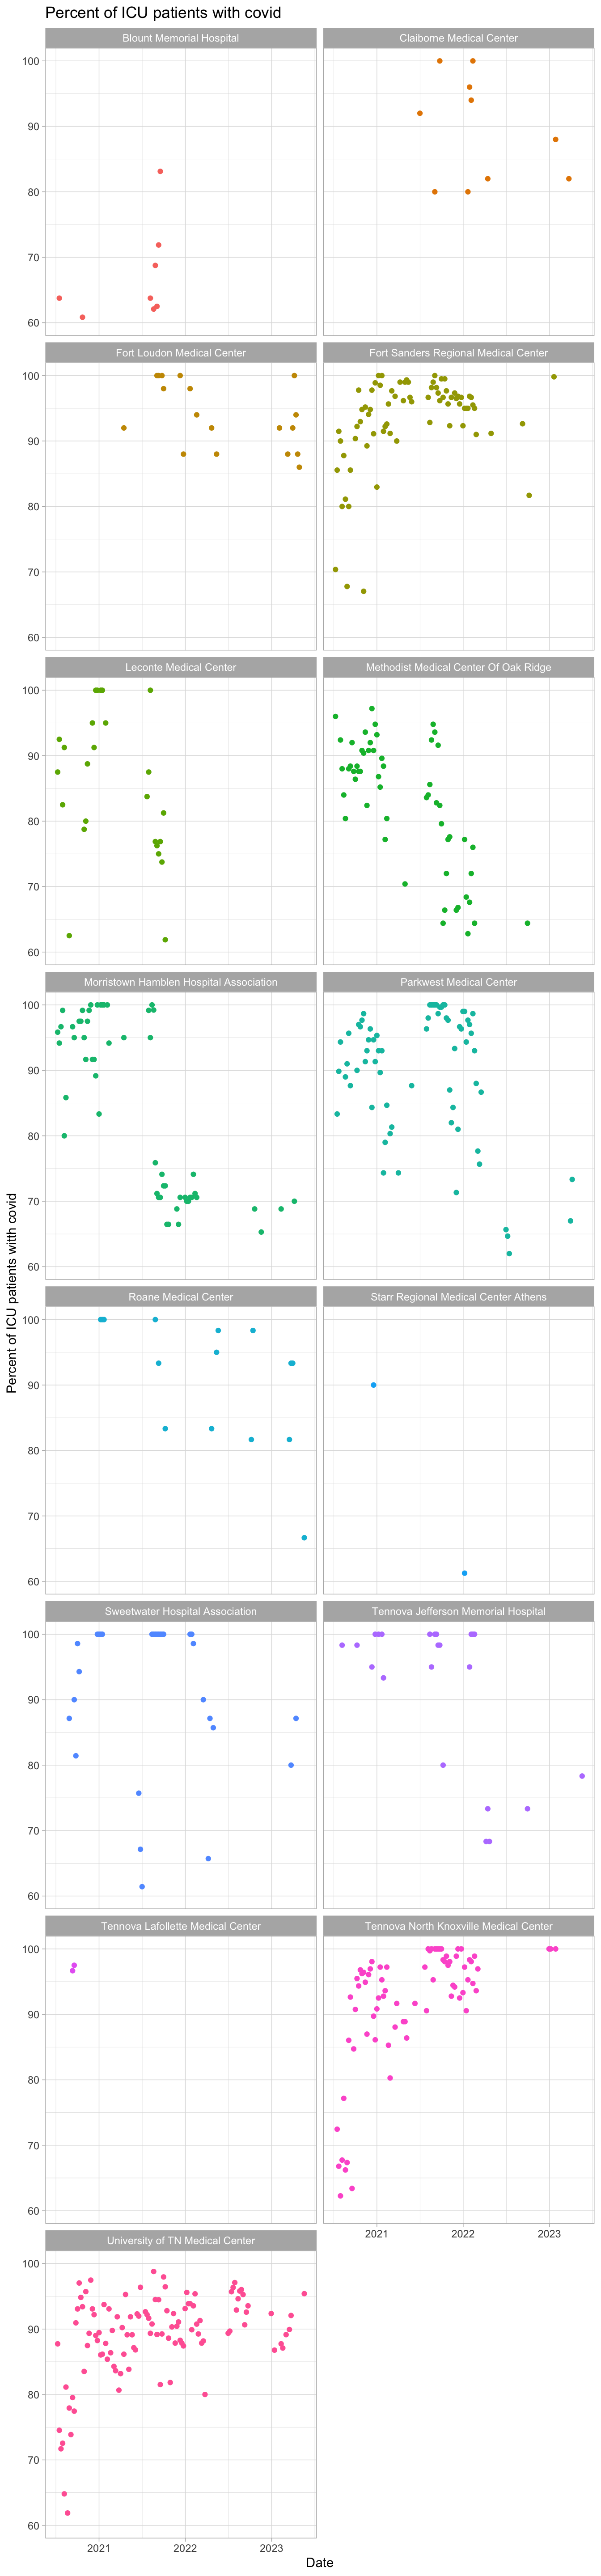 Percent of ICU patients with covid
Blount Memorial Hospital
Claiborne Medical Center
100
90
80
70
60
Fort Loudon Medical Center
Fort Sanders Regional Medical Center
100
90
80
70
60
Leconte Medical Center
Methodist Medical Center Of Oak Ridge
100
90
80
70
60
Morristown Hamblen Hospital Association
Parkwest Medical Center
100
90
80
70
60
Percent of ICU patients witth covid
Roane Medical Center
Starr Regional Medical Center Athens
100
90
80
70
60
Sweetwater Hospital Association
Tennova Jefferson Memorial Hospital
100
90
80
70
60
Tennova Lafollette Medical Center
Tennova North Knoxville Medical Center
100
90
80
70
60
2021 2022 2023
University of TN Medical Center
100
90
80
70
60
2021 2022 2023
Date